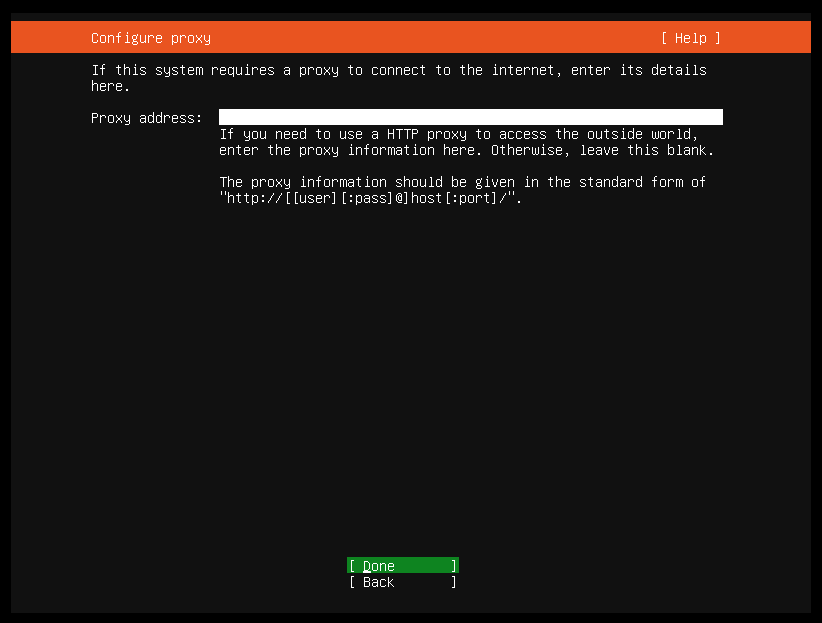 Configure proxy [ Help ]
If this system requires a proxy to connect to the internet, enter its details
here.
Proxy address:
If you need to use a HTTP proxy to access the outside world,
enter the proxy information here. Otherwise, leave this blank.
The proxy information should be given in the standard form of
"http://[[user][:pass]@]host[:port]/".
[ Done ]
[ Back ]